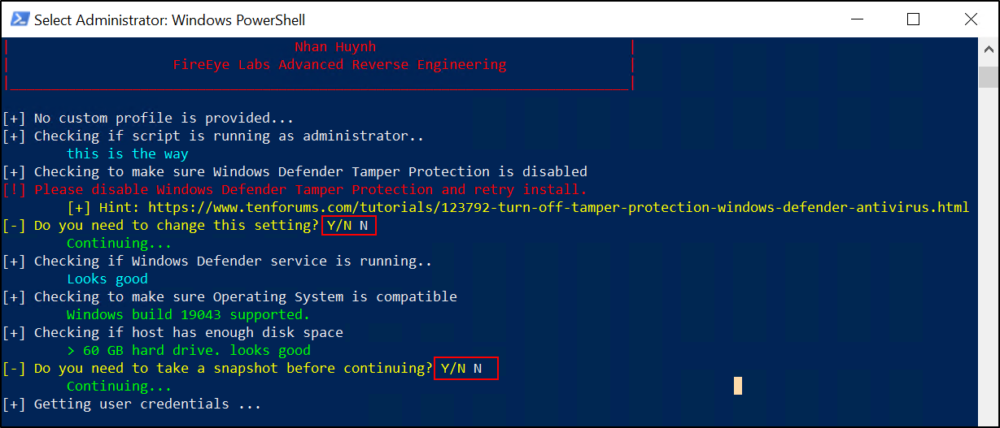 Select Administrator: Windows PowerShell
| Nhan Huynh |
| FireEye Labs Advanced Reverse Engineering |
|____________________________________________________________________________|
[+] No custom profile is provided...
[+] Checking if script is running as administrator..
this is the way
[+] Checking to make sure Windows Defender Tamper Protection is disabled
[!] Please disable Windows Defender Tamper Protection and retry install.
[+] Hint: https://www.tenforums.com/tutorials/123792-turn-off-tamper-protection-windows-defender-antivirus.html
[-] Do you need to change this setting? Y/N N
Continuing...
[+] Checking if Windows Defender service is running..
Looks good
[+] Checking to make sure Operating System is compatible
Windows build 19043 supported.
[+] Checking if host has enough disk space
> 60 GB hard drive. looks good
[-] Do you need to take a snapshot before continuing? Y/N N
Continuing...
[+] Getting user credentials ...